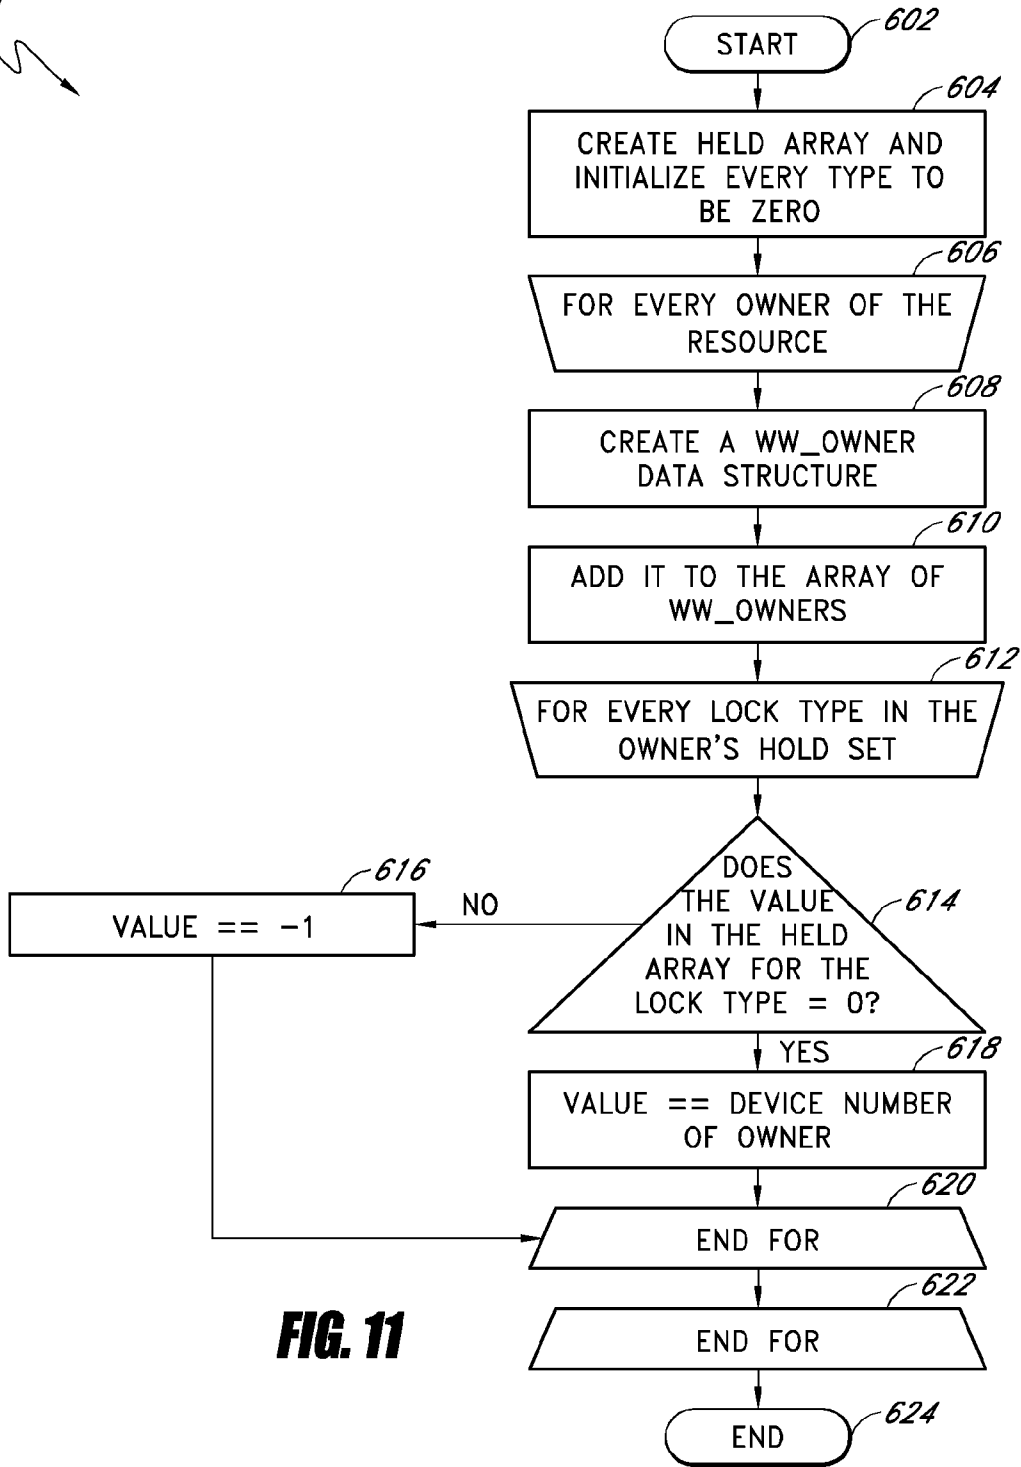 602
START
604
CREATE HELD ARRAY AND
INITIALIZE EVERY TYPE TO
BE ZERO
606
FOR EVERY OWNER OF THE
RESOURCE
608
CREATE A WW_OWNER
DATA STRUCTURE
610
ADD IT TO THE ARRAY OF
WW_OWNERS
612
FOR EVERY LOCK TYPE IN THE
OWNER'S HOLD SET
614
DOES
THE VALUE
IN THE HELD
ARRAY FOR THE
LOCK TYPE = 0?
NO
616
VALUE == -1
YES
618
VALUE == DEVICE NUMBER
OF OWNER
620
END FOR
622
END FOR
624
END
FIG. 11